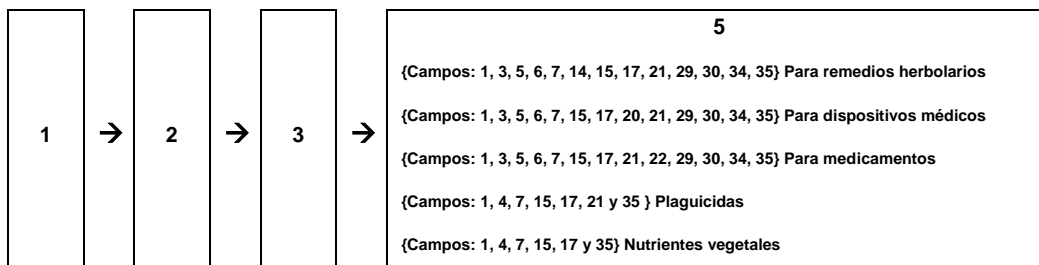 1 → 2 → 3 →
5
{Campos: 1, 3, 5, 6, 7, 14, 15, 17, 21, 29, 30, 34, 35} Para remedios herbolarios
{Campos: 1, 3, 5, 6, 7, 15, 17, 20, 21, 29, 30, 34, 35} Para dispositivos médicos
{Campos: 1, 3, 5, 6, 7, 15, 17, 21, 22, 29, 30, 34, 35} Para medicamentos
{Campos: 1, 4, 7, 15, 17, 21 y 35 } Plaguicidas
{Campos: 1, 4, 7, 15, 17 y 35} Nutrientes vegetales